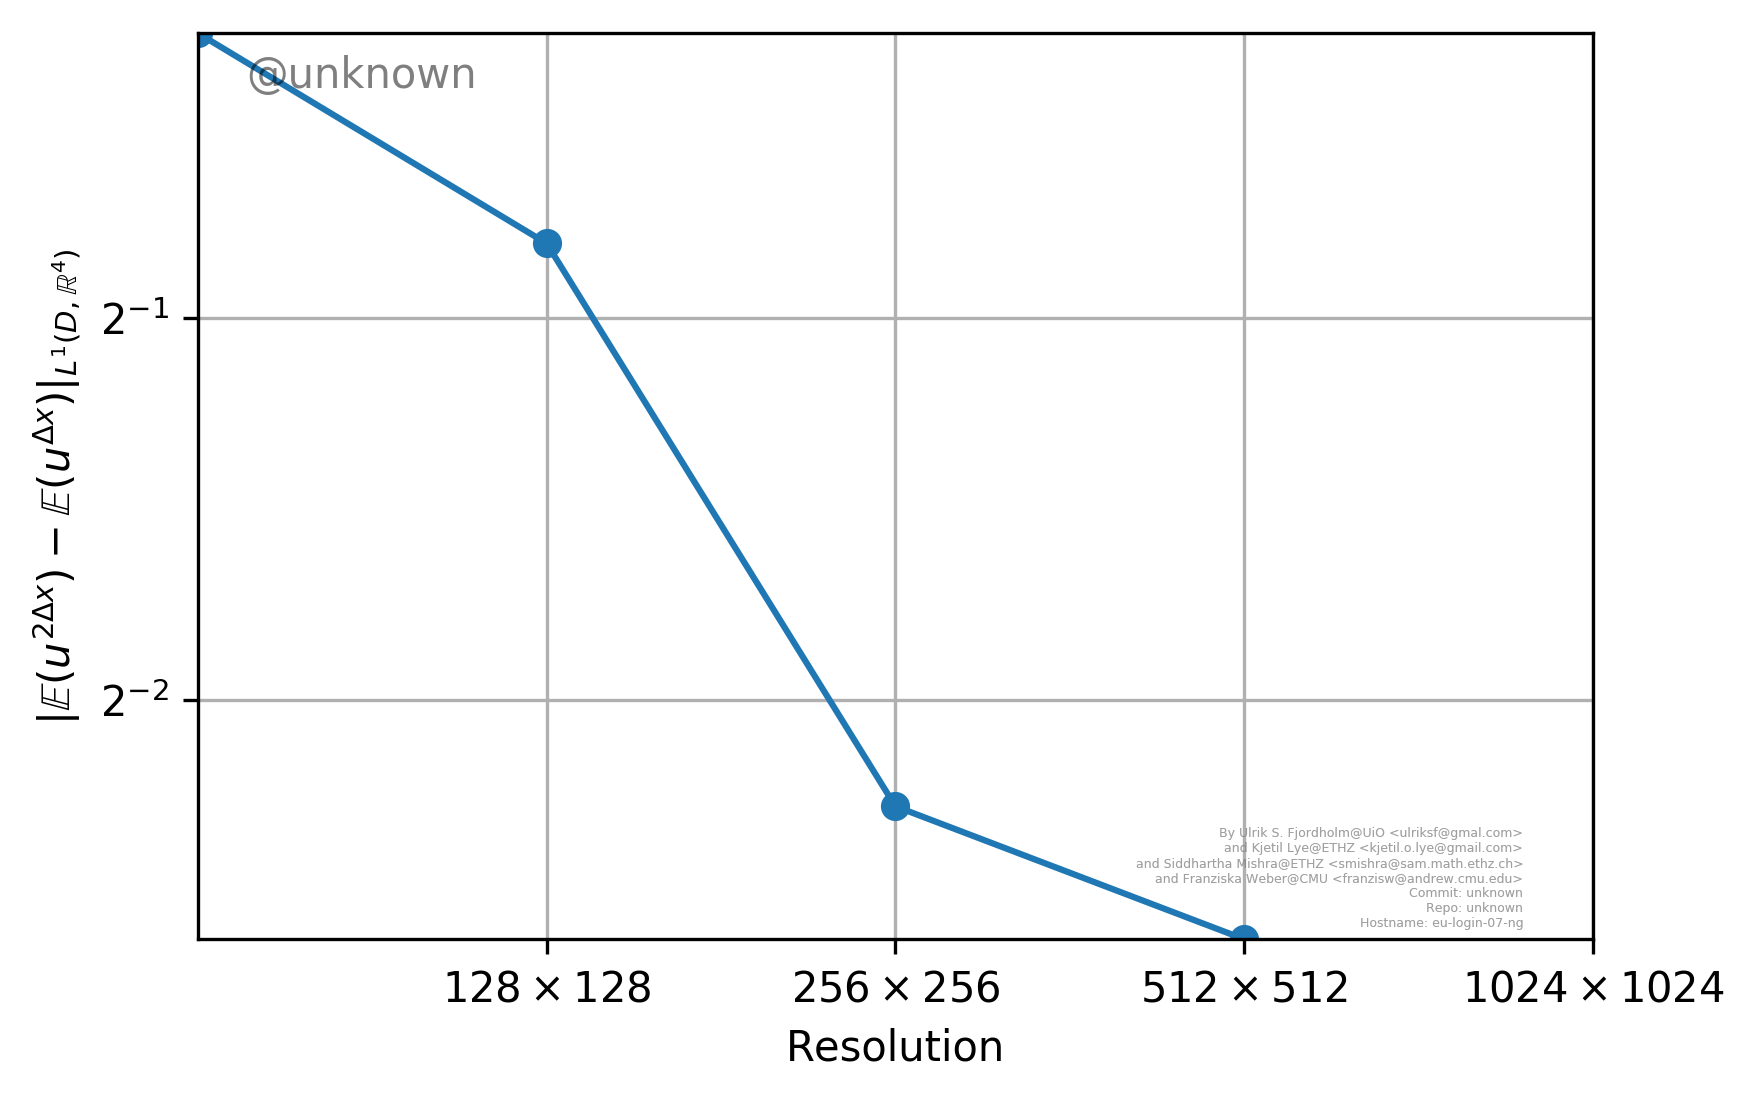 @unknown
|𝔼(u^{2Δx}) − 𝔼(u^{Δx})|_{L^1(D, ℝ^4)}
2^{−1}
2^{−2}
By Ulrik S. Fjordholm@UiO <ulriksf@gmal.com>
and Kjetil Lye@ETHZ <kjetil.o.lye@gmail.com>
and Siddhartha Mishra@ETHZ <smishra@sam.math.ethz.ch>
and Franziska Weber@CMU <franzisw@andrew.cmu.edu>
Commit: unknown
Repo: unknown
Hostname: eu-login-07-ng
128 × 128 256 × 256 512 × 512 1024 × 1024
Resolution